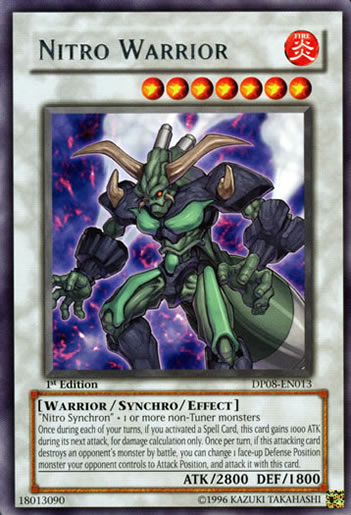 NITRO WARRIOR
FIRE
炎
1st Edition
DP08-EN013
[WARRIOR/SYNCHRO/EFFECT]
"Nitro Synchron" + 1 or more non-Tuner monsters
Once during each of your turns, if you activated a Spell Card, this card gains 1000 ATK
during its next attack, for damage calculation only. Once per turn, if this attacking card
destroys an opponent's monster by battle, you can change 1 face-up Defense Position
monster your opponent controls to Attack Position, and attack it with this card.
ATK/2800 DEF/1800
18013090
©1996 KAZUKI TAKAHASHI